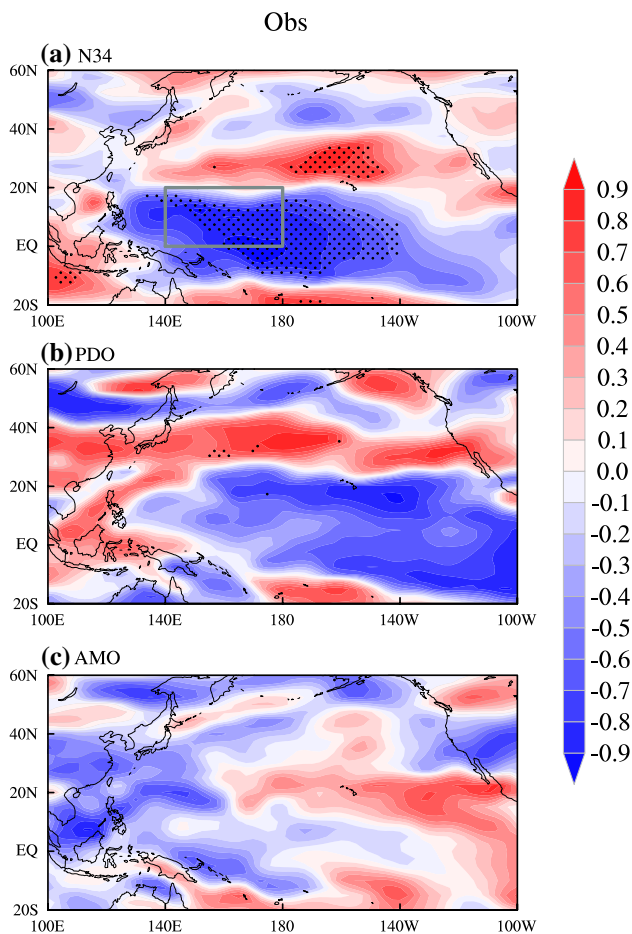 Obs
(a) N34
60N
40N
20N
EQ
20S
100E 140E 180 140W 100W
(b) PDO
60N
40N
20N
EQ
20S
100E 140E 180 140W 100W
(c) AMO
60N
40N
20N
EQ
20S
100E 140E 180 140W 100W
0.9
0.8
0.7
0.6
0.5
0.4
0.3
0.2
0.1
0.0
-0.1
-0.2
-0.3
-0.4
-0.5
-0.6
-0.7
-0.8
-0.9